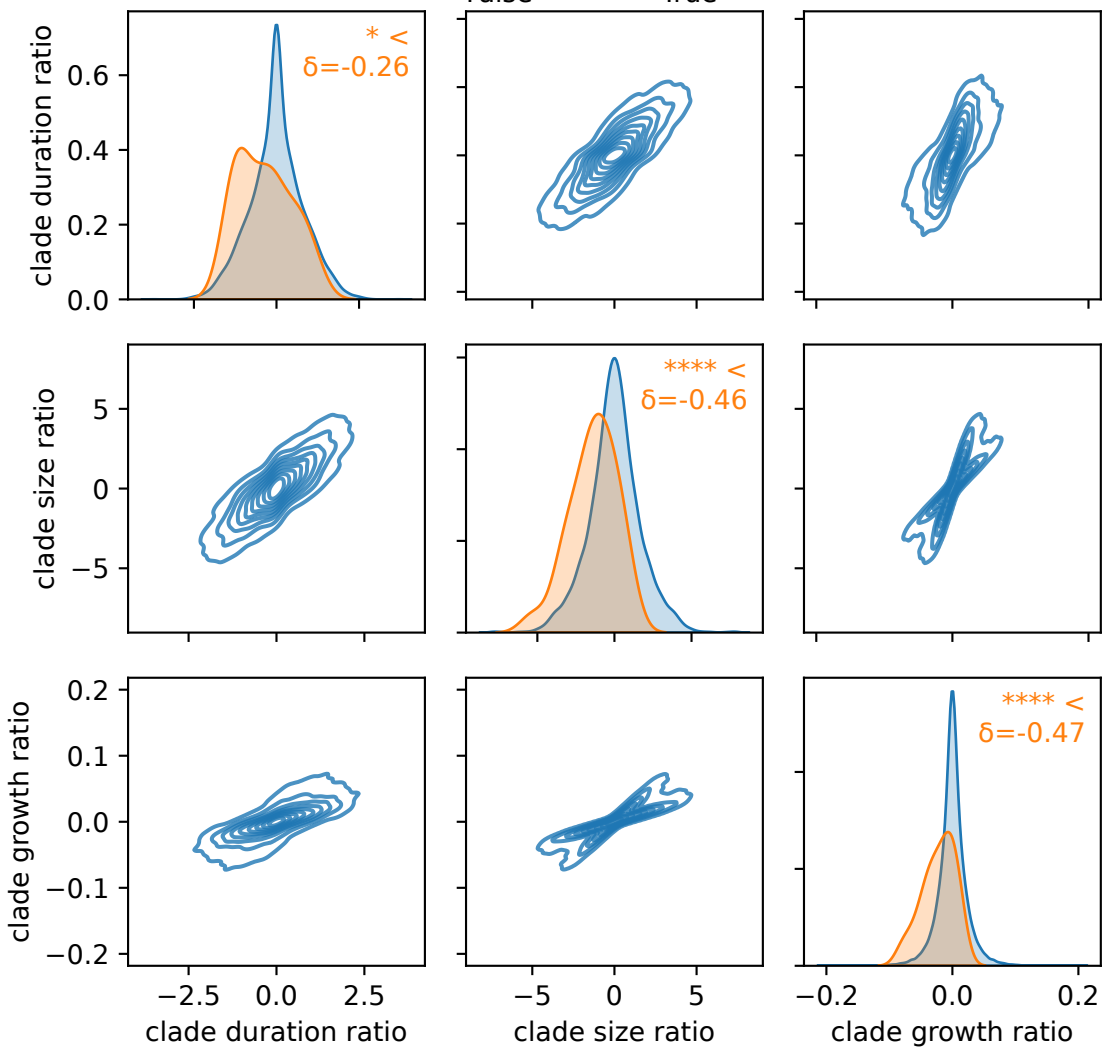 False True
clade duration ratio
0.6
0.4
0.2
0.0
* <
δ=-0.26
clade size ratio
5
0
−5
**** <
δ=-0.46
clade growth ratio
0.2
0.1
0.0
−0.1
−0.2
**** <
δ=-0.47
−2.5 0.0 2.5 −5 0 5 −0.2 0.0 0.2
clade duration ratio clade size ratio clade growth ratio